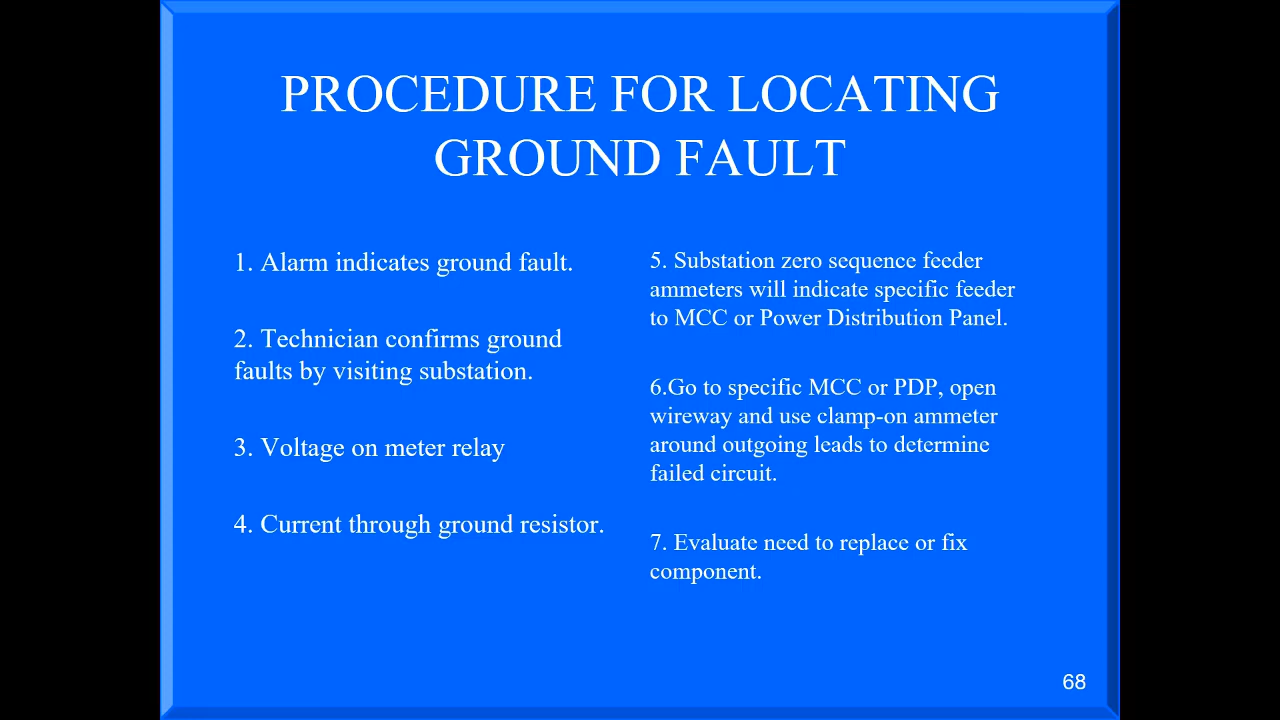 PROCEDURE FOR LOCATING
GROUND FAULT
1. Alarm indicates ground fault.
2. Technician confirms ground
faults by visiting substation.
3. Voltage on meter relay
4. Current through ground resistor.
5. Substation zero sequence feeder
ammeters will indicate specific feeder
to MCC or Power Distribution Panel.
6.Go to specific MCC or PDP, open
wireway and use clamp-on ammeter
around outgoing leads to determine
failed circuit.
7. Evaluate need to replace or fix
component.
68